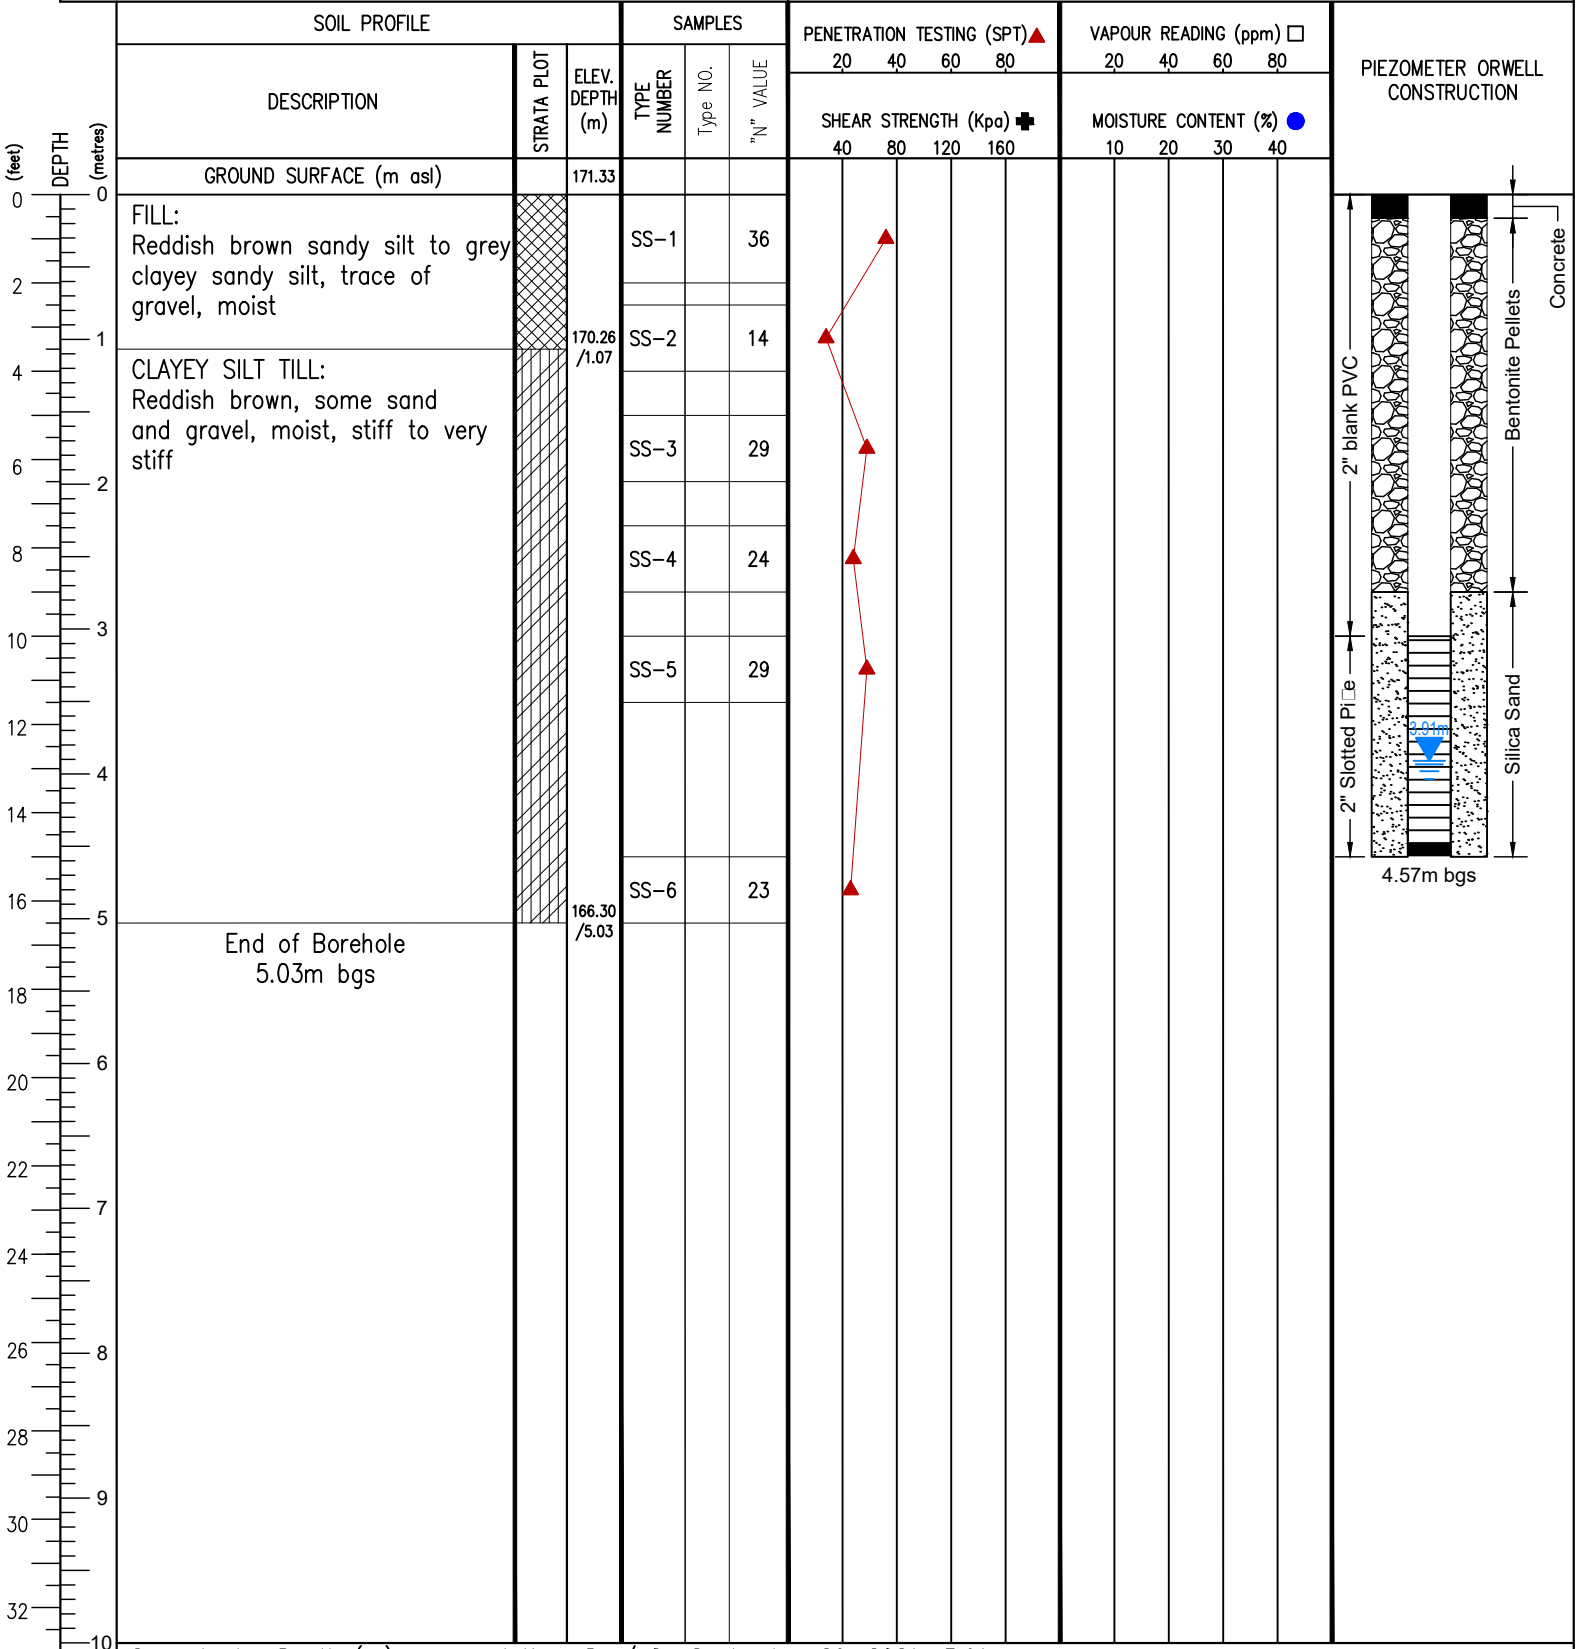 SOIL PROFILE
SAMPLES
PENETRATION TESTING (SPT)
20 40 60 80
SHEAR STRENGTH (Kpa)
40 80 120 160
VAPOUR READING (ppm)
20 40 60 80
MOISTURE CONTENT (%)
10 20 30 40
PIEZOMETER ORWELL
CONSTRUCTION
DESCRIPTION
STRATA PLOT
ELEV.
DEPTH
(m)
TYPE
NUMBER
Type NO.
"N" VALUE
(feet)
DEPTH
(metres)
GROUND SURFACE (m asl)
171.33
FILL:
Reddish brown sandy silt to grey
clayey sandy silt, trace of
gravel, moist
170.26
/1.07
CLAYEY SILT TILL:
Reddish brown, some sand
and gravel, moist, stiff to very
stiff
166.30
/5.03
End of Borehole
5.03m bgs
SS-1 36
SS-2 14
SS-3 29
SS-4 24
SS-5 29
SS-6 23
Concrete
Bentonite Pellets
2" blank PVC
2" Slotted Pi□e
Silica Sand
3.91m
4.57m bgs
0
2
4
6
8
10
12
14
16
18
20
22
24
26
28
30
32
0
1
2
3
4
5
6
7
8
9
10